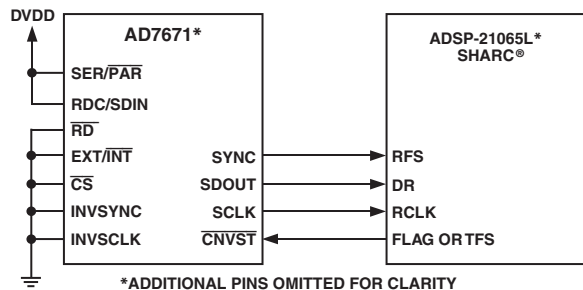 DVDD
AD7671*
SER/PAR
RDC/SDIN
RD
EXT/INT
CS
INVSYNC
INVSCLK
SYNC
SDOUT
SCLK
CNVST
ADSP-21065L*
SHARC®
RFS
DR
RCLK
FLAG OR TFS
*ADDITIONAL PINS OMITTED FOR CLARITY